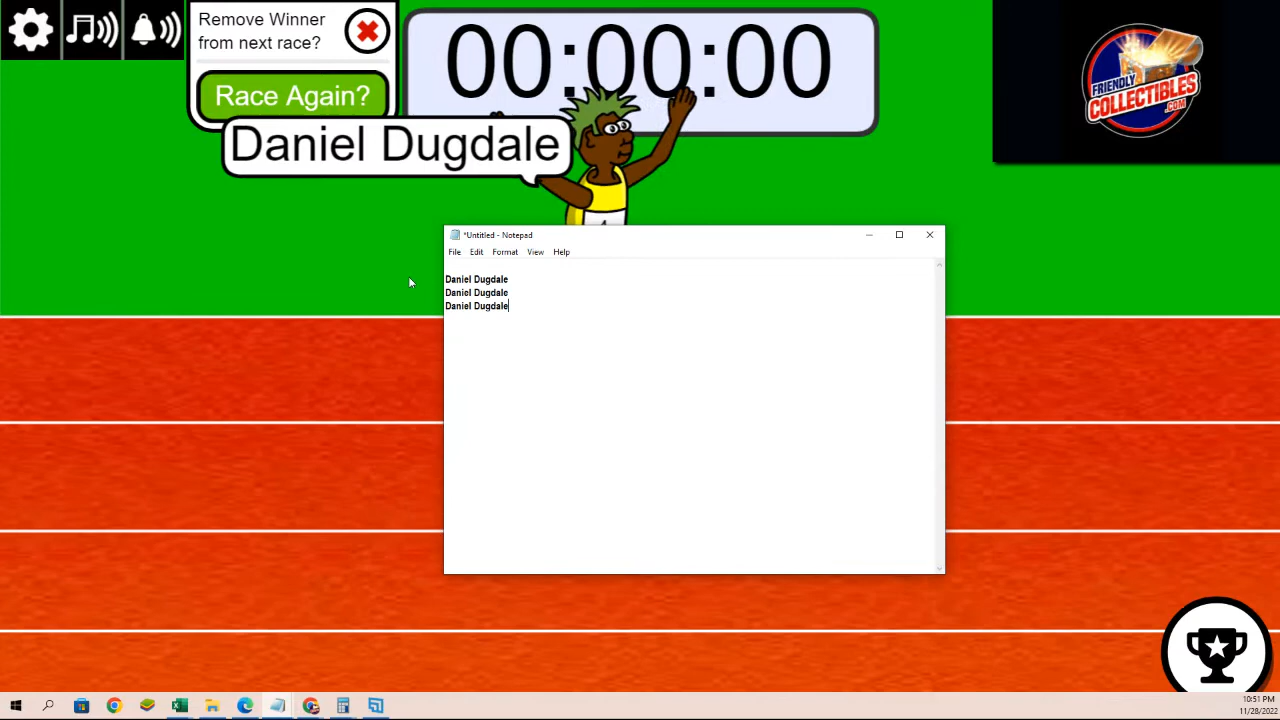 Remove Winner
from next race?
Race Again?
00:00:00
Daniel Dugdale
FRIENDLY
COLLECTIBLES
.COM
*Untitled - Notepad
File Edit Format View Help
Daniel Dugdale
Daniel Dugdale
Daniel Dugdale
10:51 PM
11/28/2022